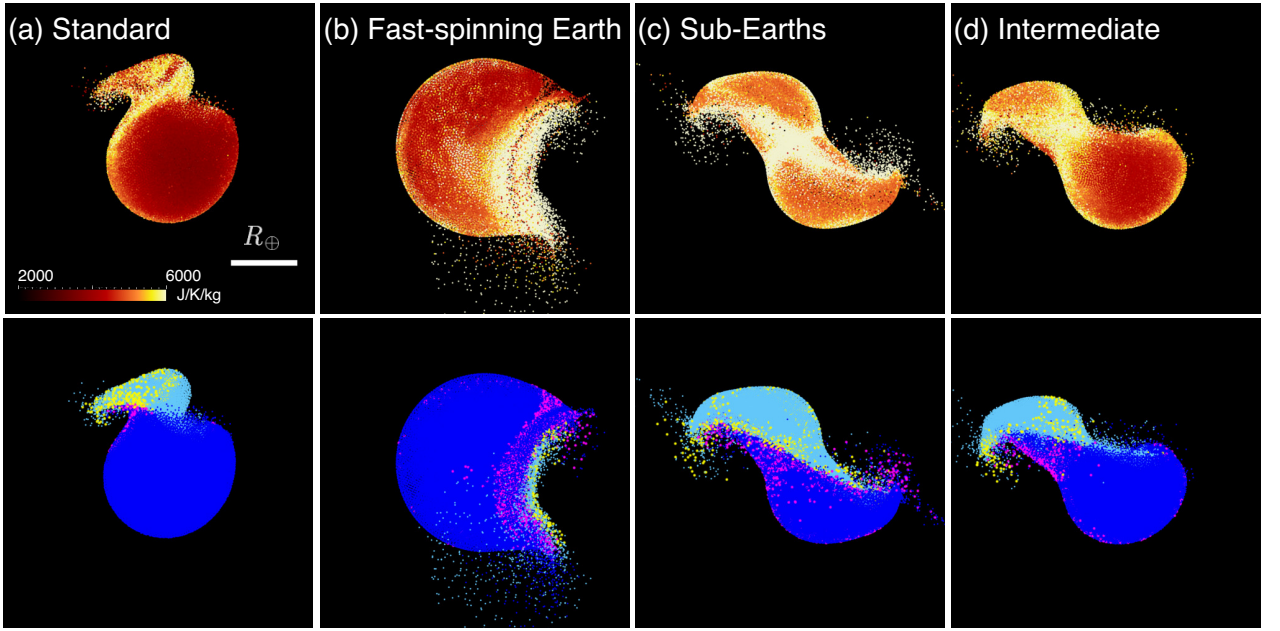 (a) Standard
(b) Fast-spinning Earth
(c) Sub-Earths
(d) Intermediate
R⊕
2000 6000
J/K/kg